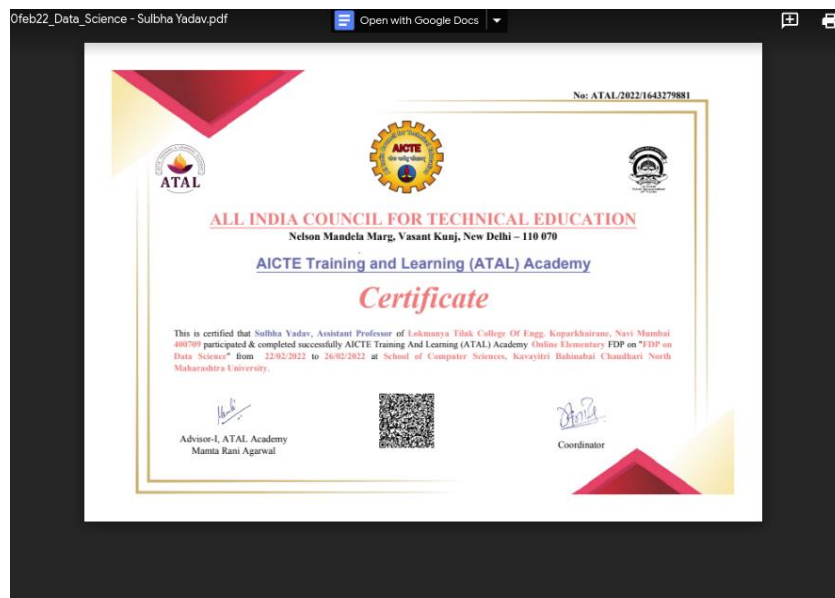 0feb22_Data_Science - Sulbha Yadav.pdf
Open with Google Docs
No: ATAL/2022/1643279881
ATAL
AICTE
ALL INDIA COUNCIL FOR TECHNICAL EDUCATION
Nelson Mandela Marg, Vasant Kunj, New Delhi – 110 070
AICTE Training and Learning (ATAL) Academy
Certificate
This is certified that Sulbha Yadav, Assistant Professor of Lokmanya Tilak College Of Engg. Koparkhairane, Navi Mumbai
400709 participated & completed successfully AICTE Training And Learning (ATAL) Academy Online Elementary FDP on "FDP on
Data Science" from 22/02/2022 to 26/02/2022 at School of Computer Sciences, Kavayitri Bahinabai Chaudhari North
Maharashtra University.
Advisor-I, ATAL Academy
Mamta Rani Agarwal
Coordinator